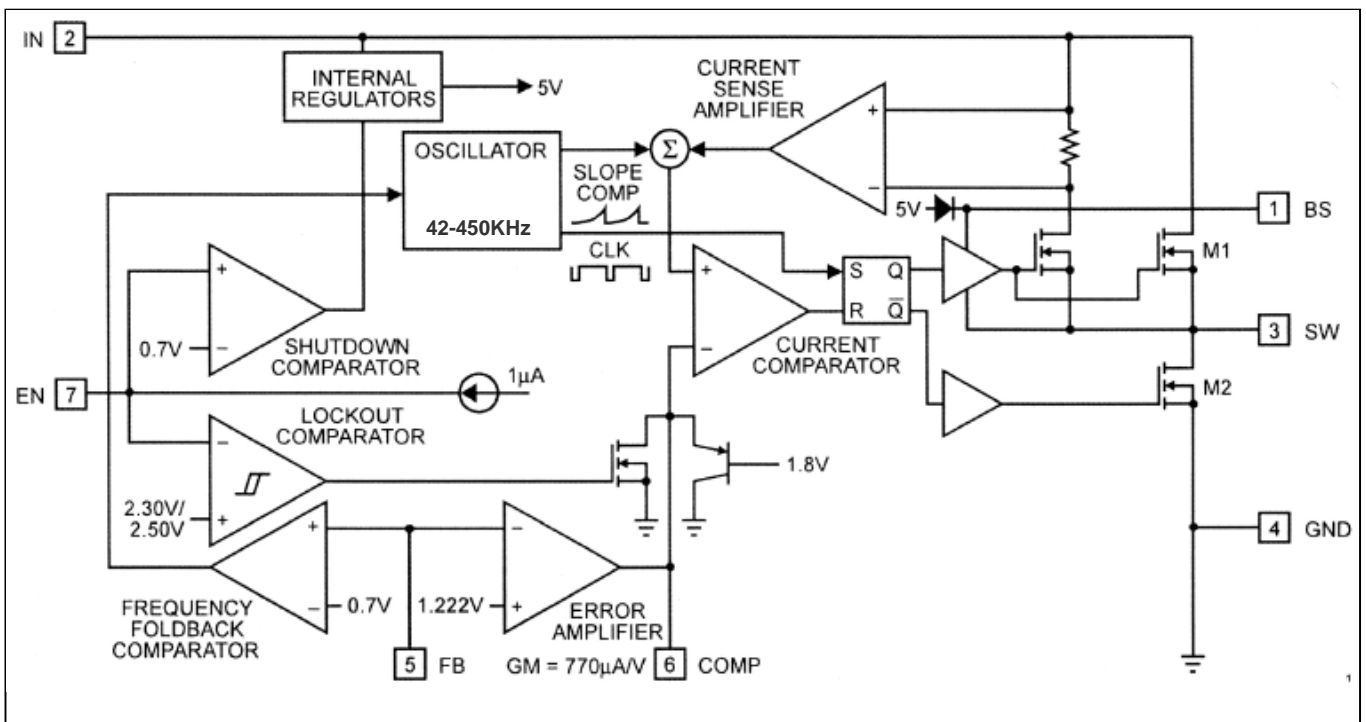 IN 2
INTERNAL
REGULATORS
5V
CURRENT
SENSE
AMPLIFIER
+
−
OSCILLATOR
42-450KHz
Σ
SLOPE
COMP
CLK
5V
1 BS
M1
+
−
0.7V
SHUTDOWN
COMPARATOR
+
−
CURRENT
COMPARATOR
S Q
R Q̅
3 SW
M2
EN 7
1µA
LOCKOUT
COMPARATOR
−
+
2.30V/
2.50V
1.8V
4 GND
+
−
0.7V
FREQUENCY
FOLDBACK
COMPARATOR
−
+
1.222V
ERROR
AMPLIFIER
5 FB
GM = 770µA/V
6 COMP
1